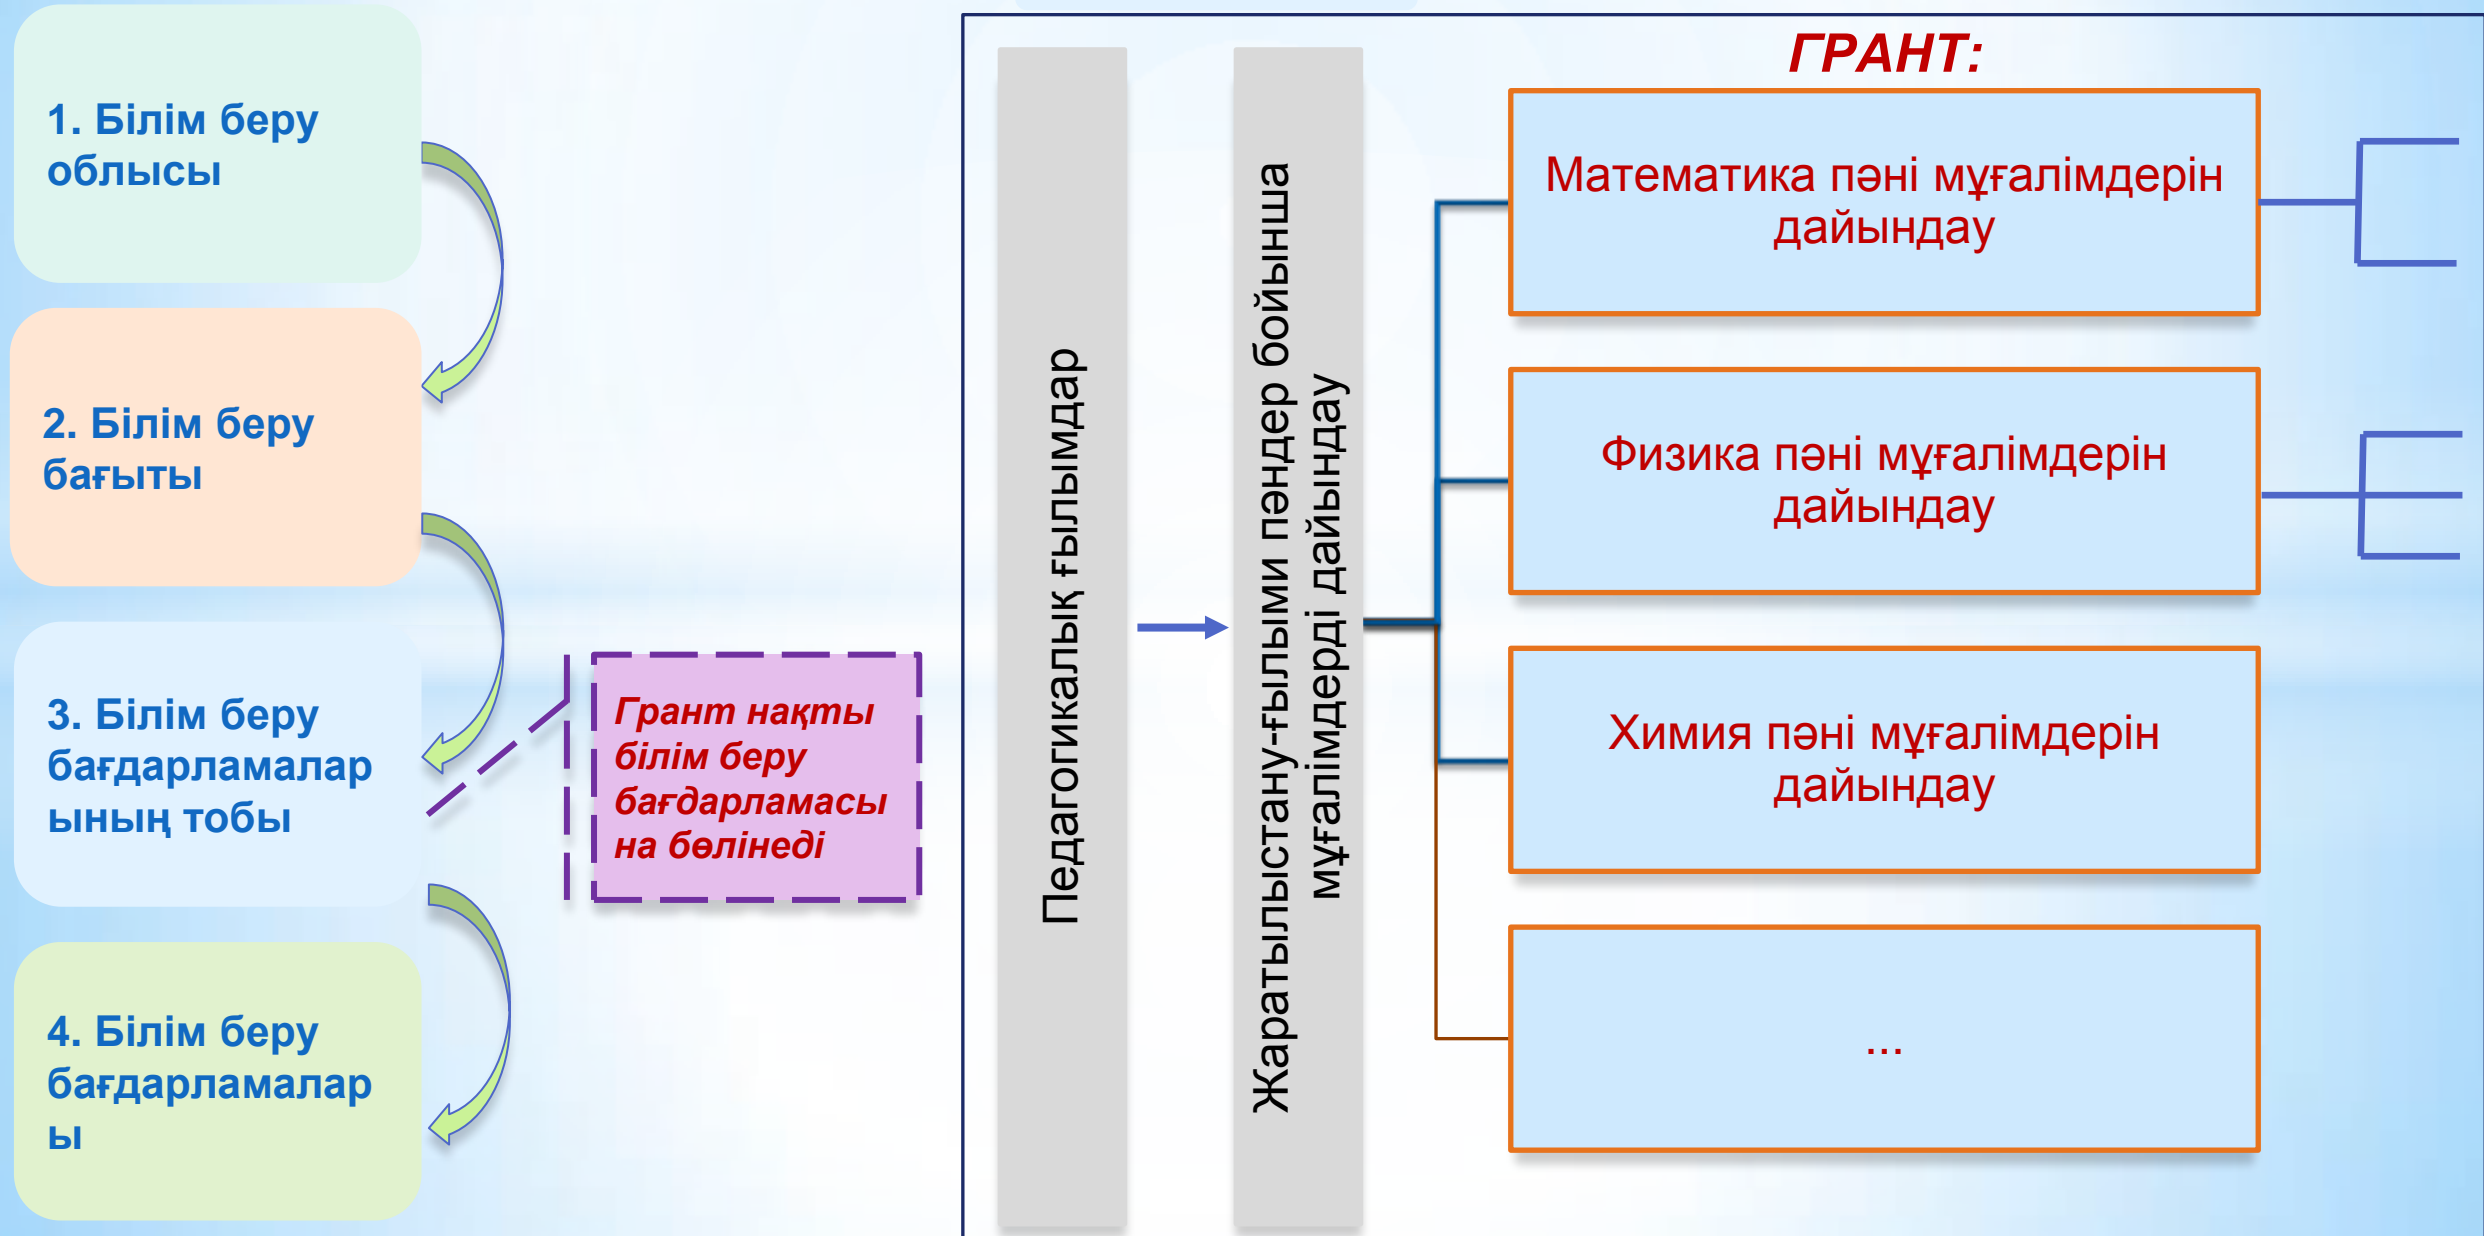 1. Білім беру
облысы
2. Білім беру
бағыты
3. Білім беру
бағдарламалар
ының тобы
4. Білім беру
бағдарламалар
ы
Грант нақты
білім беру
бағдарламасы
на бөлінеді
Педагогикалық ғылымдар
Жаратылыстану-ғылыми пәндер бойынша
мұғалімдерді дайындау
ГРАНТ:
Математика пәні мұғалімдерін
дайындау
Физика пәні мұғалімдерін
дайындау
Химия пәні мұғалімдерін
дайындау
...